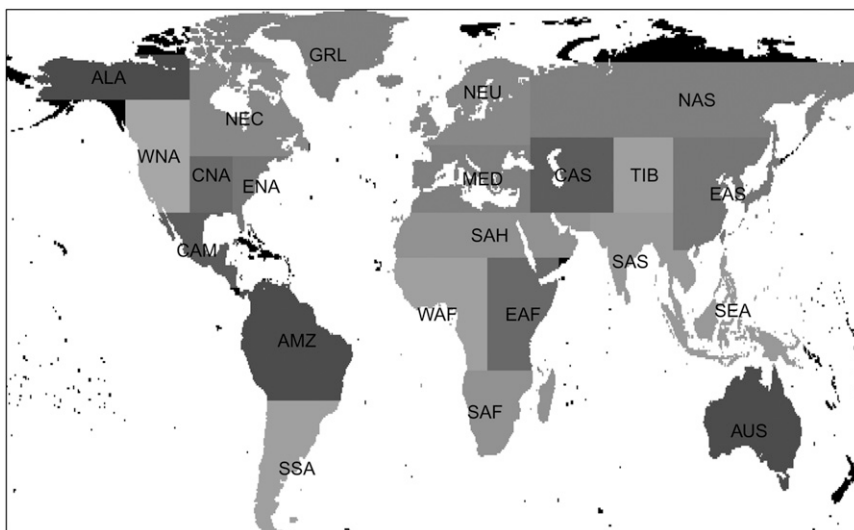 GRL
ALA
NEU
NAS
NEC
WNA
CNA
ENA
MED
CAS
TIB
EAS
CAM
SAH
SAS
WAF
EAF
SEA
AMZ
SAF
AUS
SSA